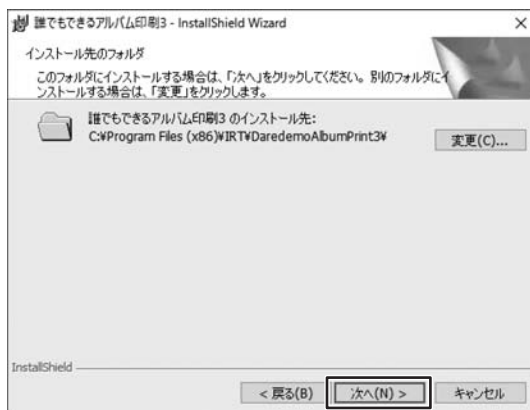 誰でもできるアルバム印刷3 - InstallShield Wizard
インストール先のフォルダ
このフォルダにインストールする場合は、「次へ」をクリックしてください。別のフォルダにイ
ンストールする場合は、「変更」をクリックします。
誰でもできるアルバム印刷3 のインストール先:
C:¥Program Files (x86)¥IRT¥DaredemoAlbumPrint3¥
変更(C)...
InstallShield
< 戻る(B)
次へ(N) >
キャンセル